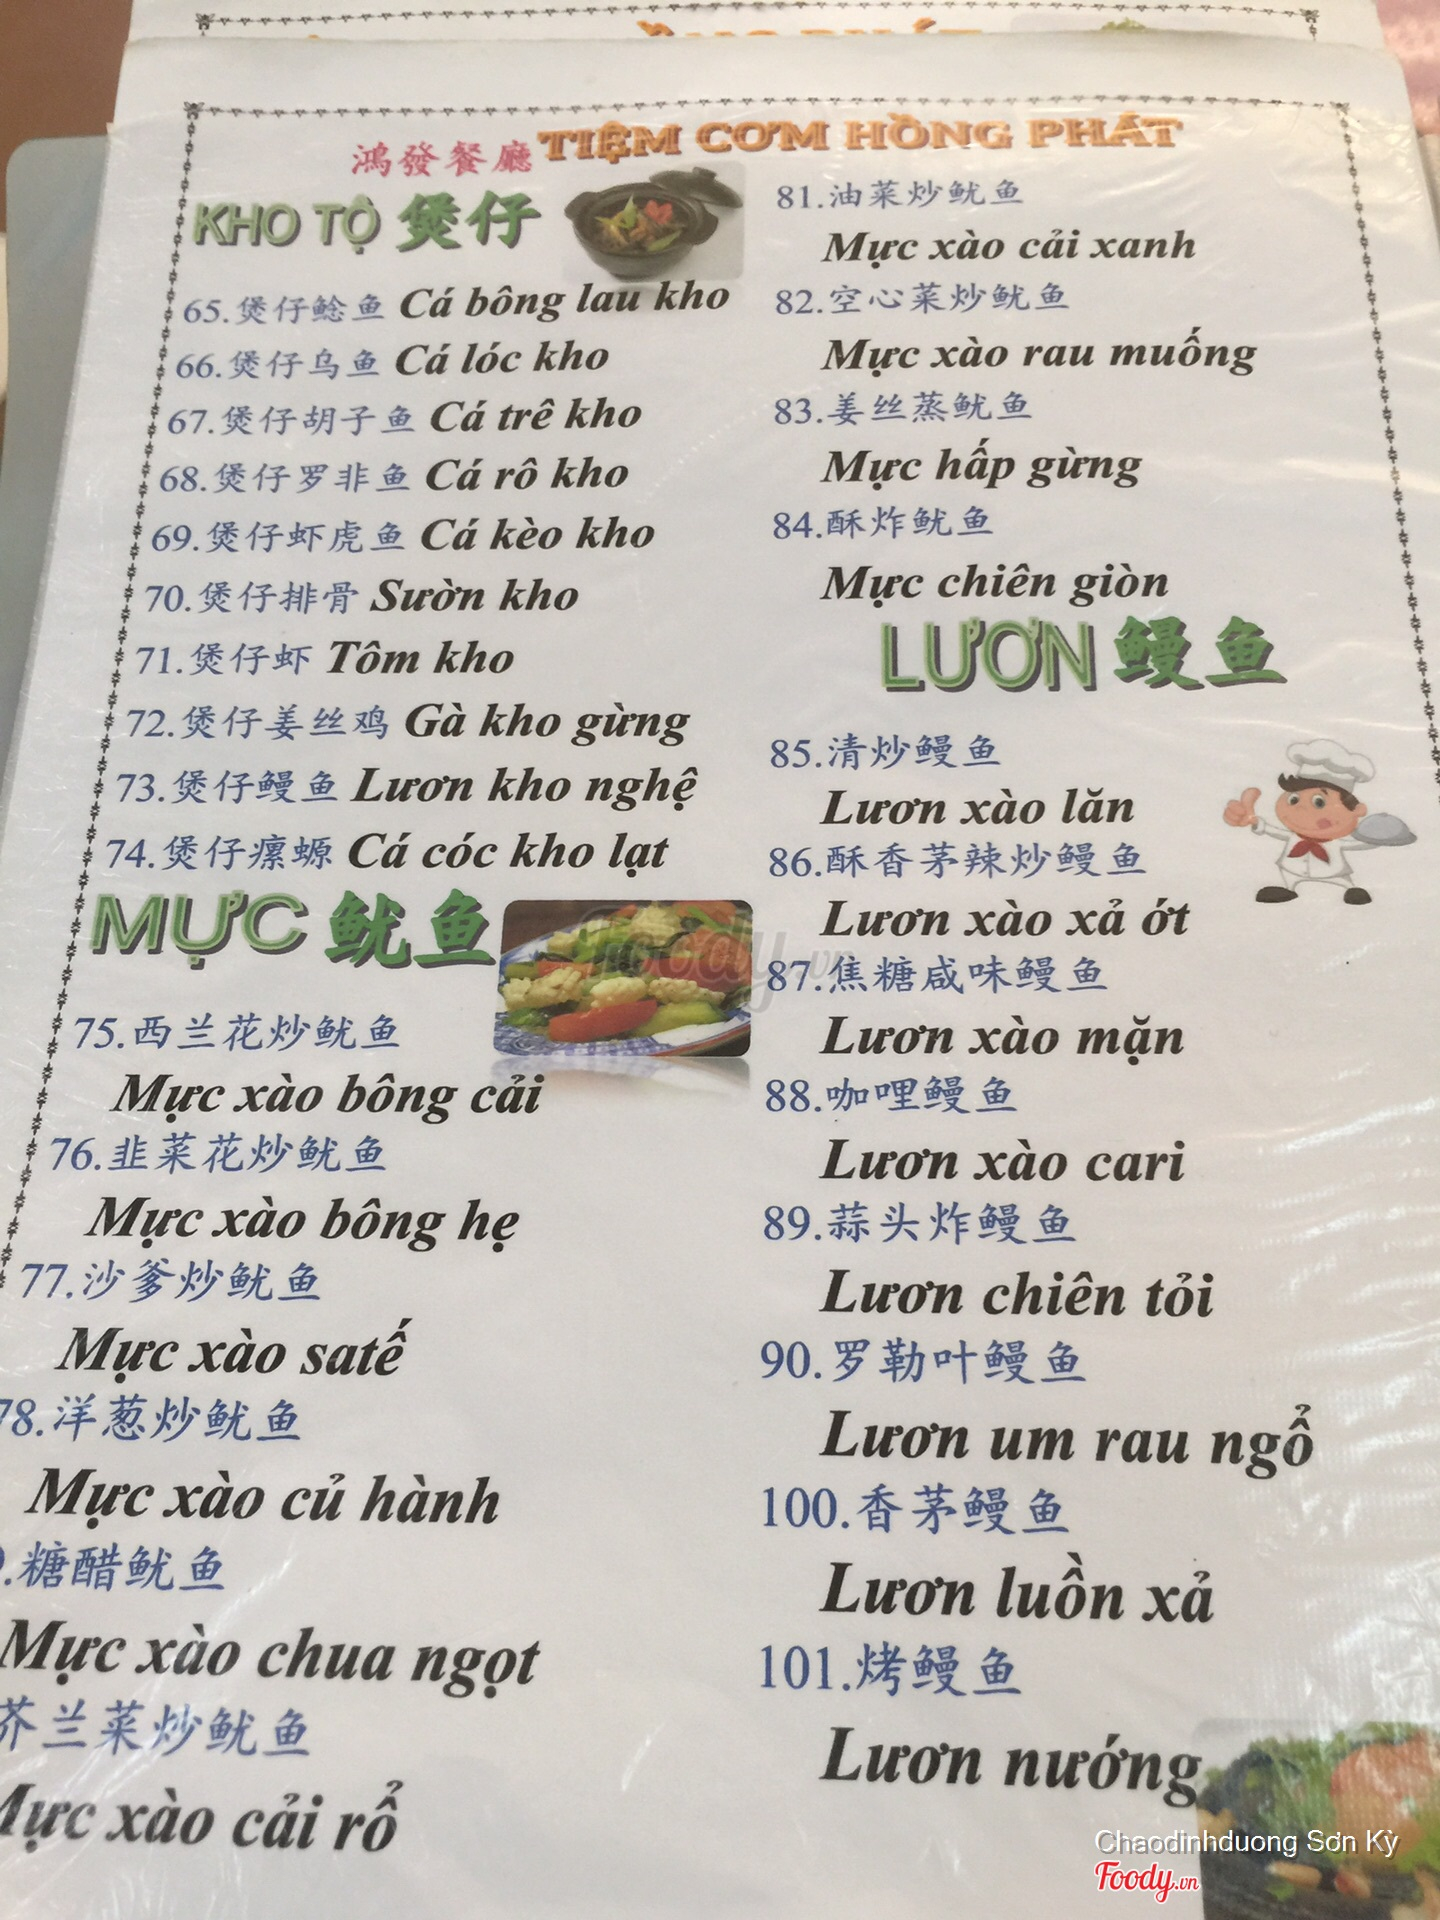 鴻發餐廳 TIỆM CƠM HỒNG PHÁT
KHO TỘ 煲仔
65.煲仔鲶鱼 Cá bông lau kho
66.煲仔乌鱼 Cá lóc kho
67.煲仔胡子鱼 Cá trê kho
68.煲仔罗非鱼 Cá rô kho
69.煲仔虾虎鱼 Cá kèo kho
70.煲仔排骨 Sườn kho
71.煲仔虾 Tôm kho
72.煲仔姜丝鸡 Gà kho gừng
73.煲仔鳗鱼 Lươn kho nghệ
74.煲仔瘰螈 Cá cóc kho lạt
MỰC 鱿鱼
75.西兰花炒鱿鱼
Mực xào bông cải
76.韭菜花炒鱿鱼
Mực xào bông hẹ
77.沙爹炒鱿鱼
Mực xào satế
78.洋葱炒鱿鱼
Mực xào củ hành
.糖醋鱿鱼
Mực xào chua ngọt
芥兰菜炒鱿鱼
Mực xào cải rổ
81.油菜炒鱿鱼
Mực xào cải xanh
82.空心菜炒鱿鱼
Mực xào rau muống
83.姜丝蒸鱿鱼
Mực hấp gừng
84.酥炸鱿鱼
Mực chiên giòn
LƯƠN 鳗鱼
85.清炒鳗鱼
Lươn xào lăn
86.酥香茅辣炒鳗鱼
Lươn xào xả ớt
87.焦糖咸味鳗鱼
Lươn xào mặn
88.咖哩鳗鱼
Lươn xào cari
89.蒜头炸鳗鱼
Lươn chiên tỏi
90.罗勒叶鳗鱼
Lươn um rau ngổ
100.香茅鳗鱼
Lươn luồn xả
101.烤鳗鱼
Lươn nướng
Foody.vn
Chaodinhduong Sơn Kỳ
Foody.vn